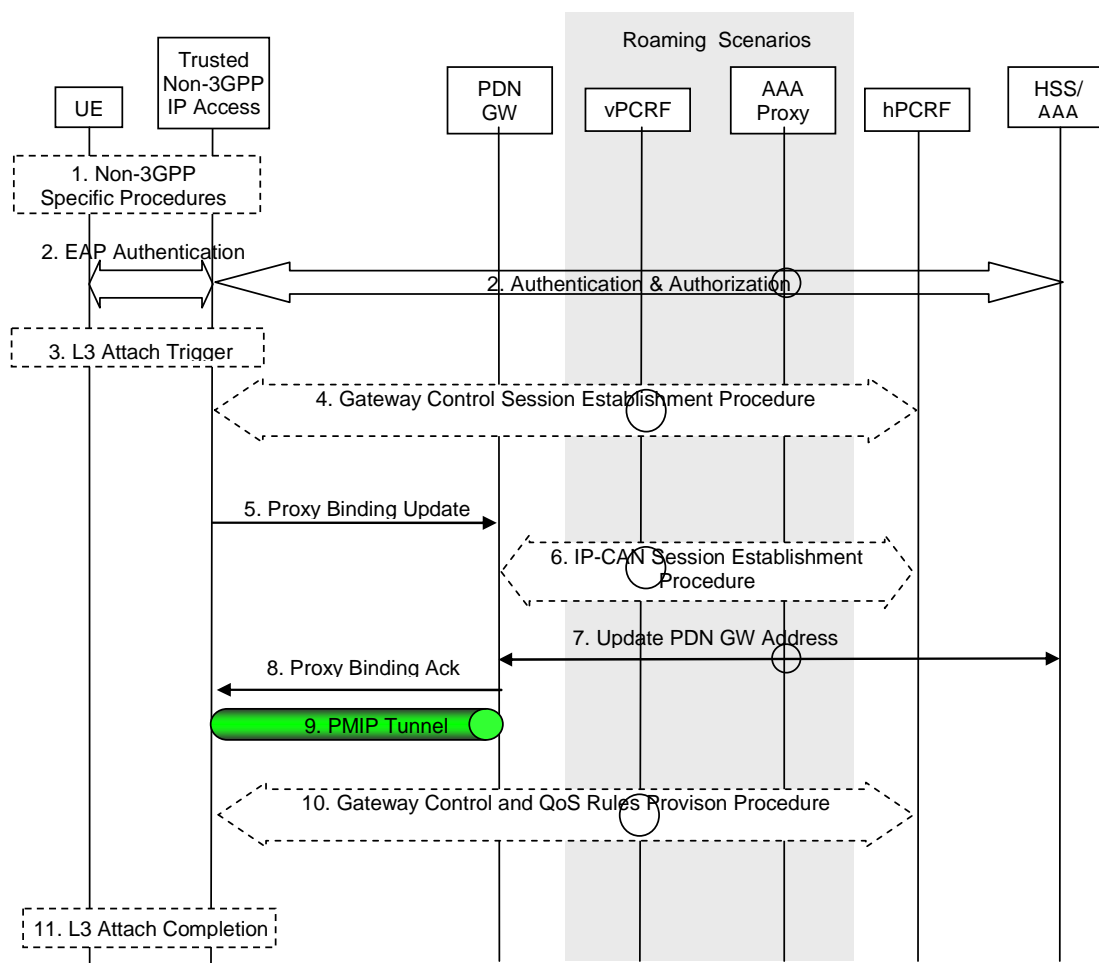 Roaming Scenarios
UE
Trusted
Non-3GPP
IP Access
PDN
GW
vPCRF
AAA
Proxy
hPCRF
HSS/
AAA
1. Non-3GPP
Specific Procedures
2. EAP Authentication
2. Authentication & Authorization
3. L3 Attach Trigger
4. Gateway Control Session Establishment Procedure
5. Proxy Binding Update
6. IP-CAN Session Establishment
Procedure
7. Update PDN GW Address
8. Proxy Binding Ack
9. PMIP Tunnel
10. Gateway Control and QoS Rules Provison Procedure
11. L3 Attach Completion